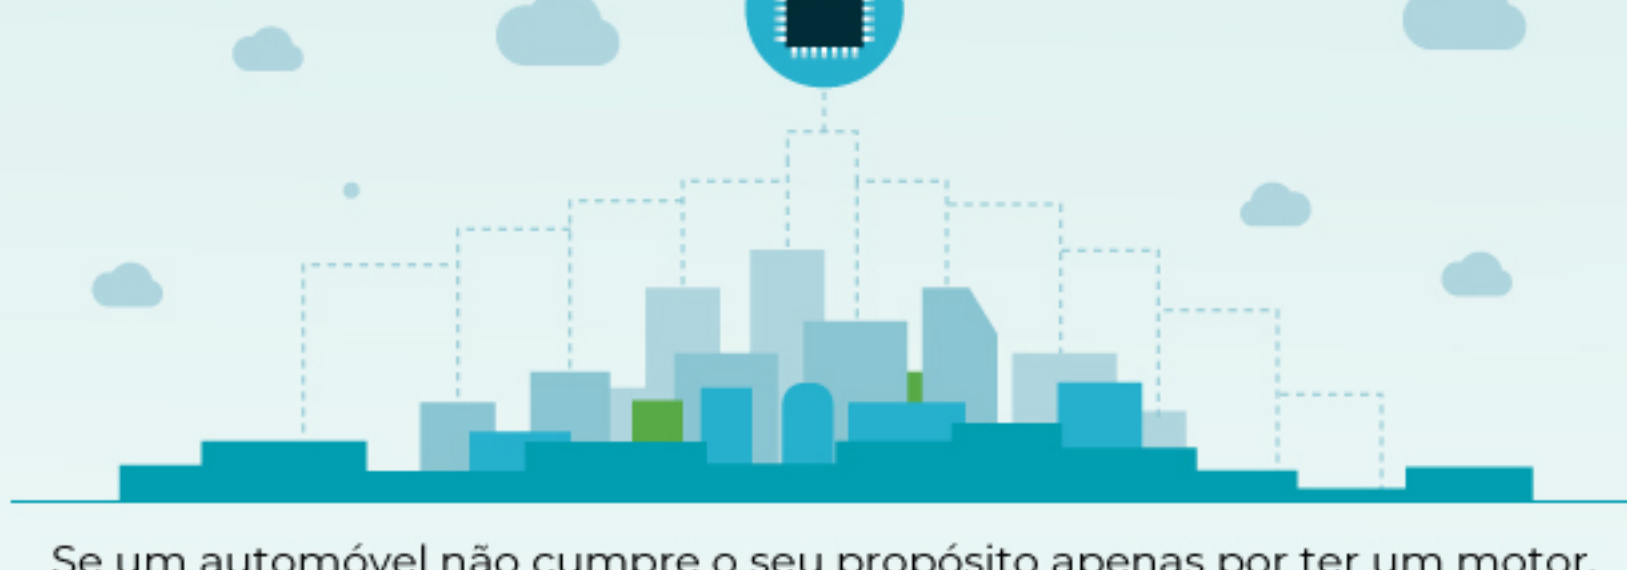 Se um automóvel não cumpre o seu propósito apenas por ter um motor,